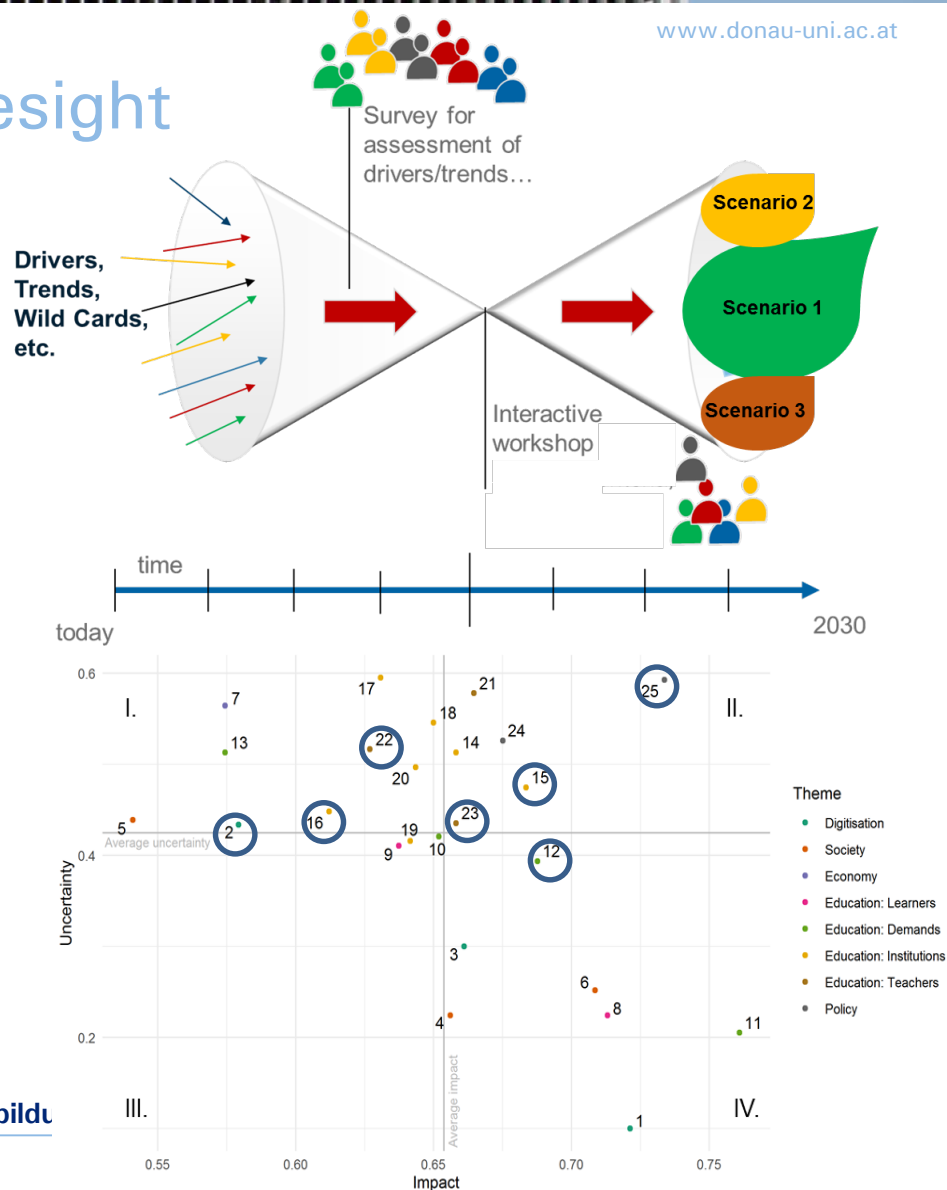 www.donau-uni.ac.at
esight
Survey for
assessment of
drivers/trends…
Drivers,
Trends,
Wild Cards,
etc.
Scenario 2
Scenario 1
Scenario 3
Interactive
workshop
time
today
2030
0.6
0.4
0.2
Uncertainty
I.
II.
III.
IV.
7
17
21
25
13
18
22
14
24
20
15
5
2
16
19
23
9
10
12
Average uncertainty
3
6
4
8
11
1
Average impact
0.55
0.60
0.65
0.70
0.75
Impact
Theme
Digitisation
Society
Economy
Education: Learners
Education: Demands
Education: Institutions
Education: Teachers
Policy
bildu